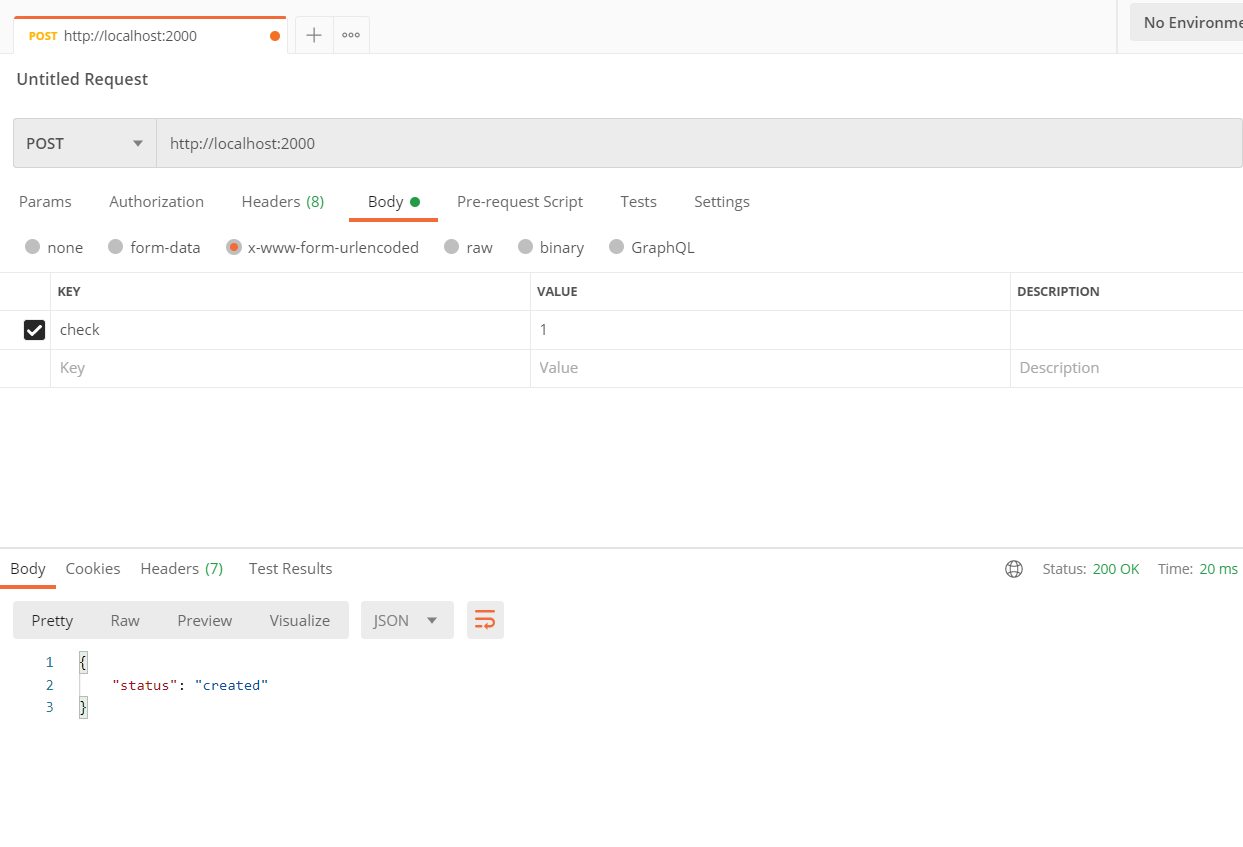 POST http://localhost:2000
No Environme
Untitled Request
POST http://localhost:2000
Params Authorization Headers (8) Body Pre-request Script Tests Settings
none form-data x-www-form-urlencoded raw binary GraphQL
KEY VALUE DESCRIPTION
check 1
Key Value Description
Body Cookies Headers (7) Test Results Status: 200 OK Time: 20 ms
Pretty Raw Preview Visualize JSON
1 {
2 "status": "created"
3 }